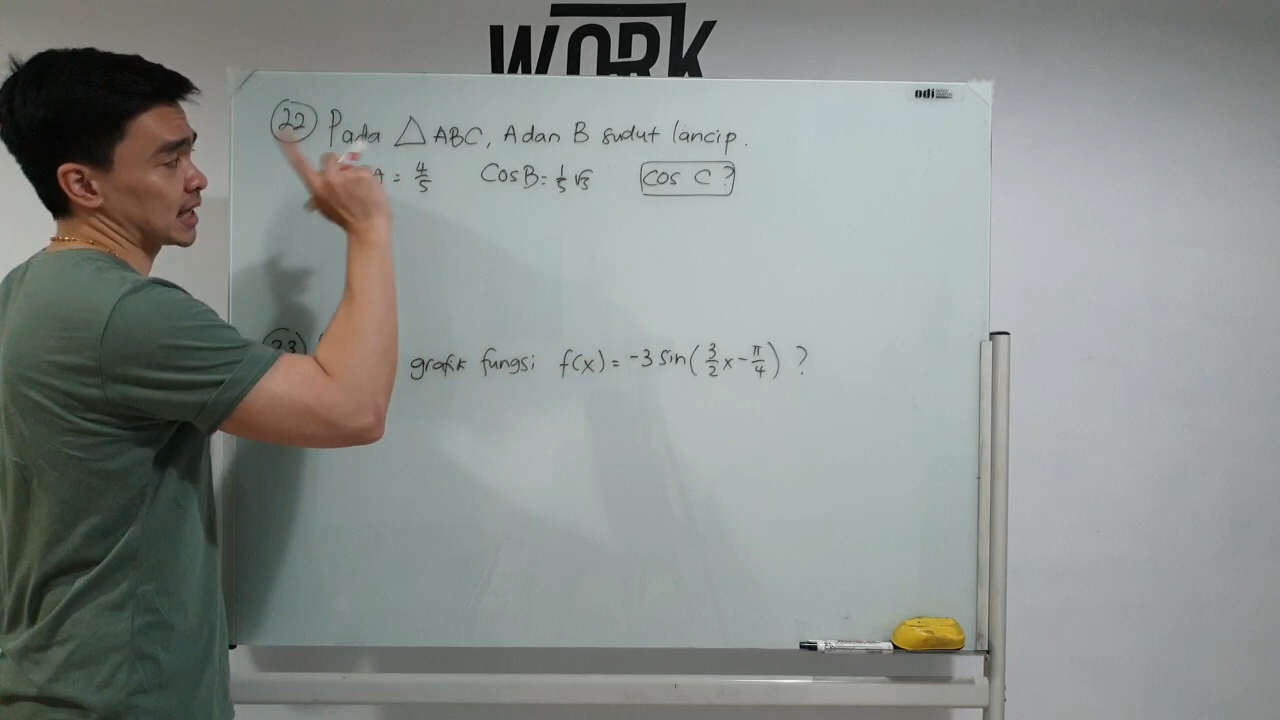 WORK
odi
22 Pada △ ABC, A dan B sudut lancip.
A = 4/5 Cos B = 1/5 √5 Cos C ?
23
grafik fungsi f(x) = -3 sin(3/2 x - π/4) ?